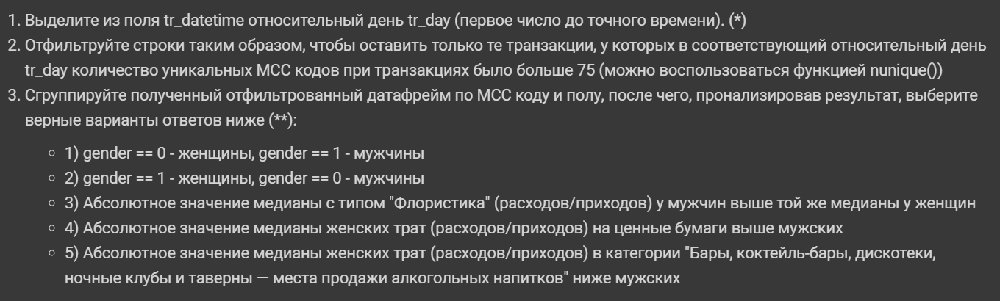 1. Выделите из поля tr_datetime относительный день tr_day (первое число до точного времени). (*)
2. Отфильтруйте строки таким образом, чтобы оставить только те транзакции, у которых в соответствующий относительный день
tr_day количество уникальных MCC кодов при транзакциях было больше 75 (можно воспользоваться функцией nunique())
3. Сгруппируйте полученный отфильтрованный датафрейм по MCC коду и полу, после чего, проанализировав результат, выберите
верные варианты ответов ниже (**):
◦ 1) gender == 0 - женщины, gender == 1 - мужчины
◦ 2) gender == 1 - женщины, gender == 0 - мужчины
◦ 3) Абсолютное значение медианы с типом "Флористика" (расходов/приходов) у мужчин выше той же медианы у женщин
◦ 4) Абсолютное значение медианы женских трат (расходов/приходов) на ценные бумаги выше мужских
◦ 5) Абсолютное значение медианы женских трат (расходов/приходов) в категории "Бары, коктейль-бары, дискотеки,
ночные клубы и таверны — места продажи алкогольных напитков" ниже мужских